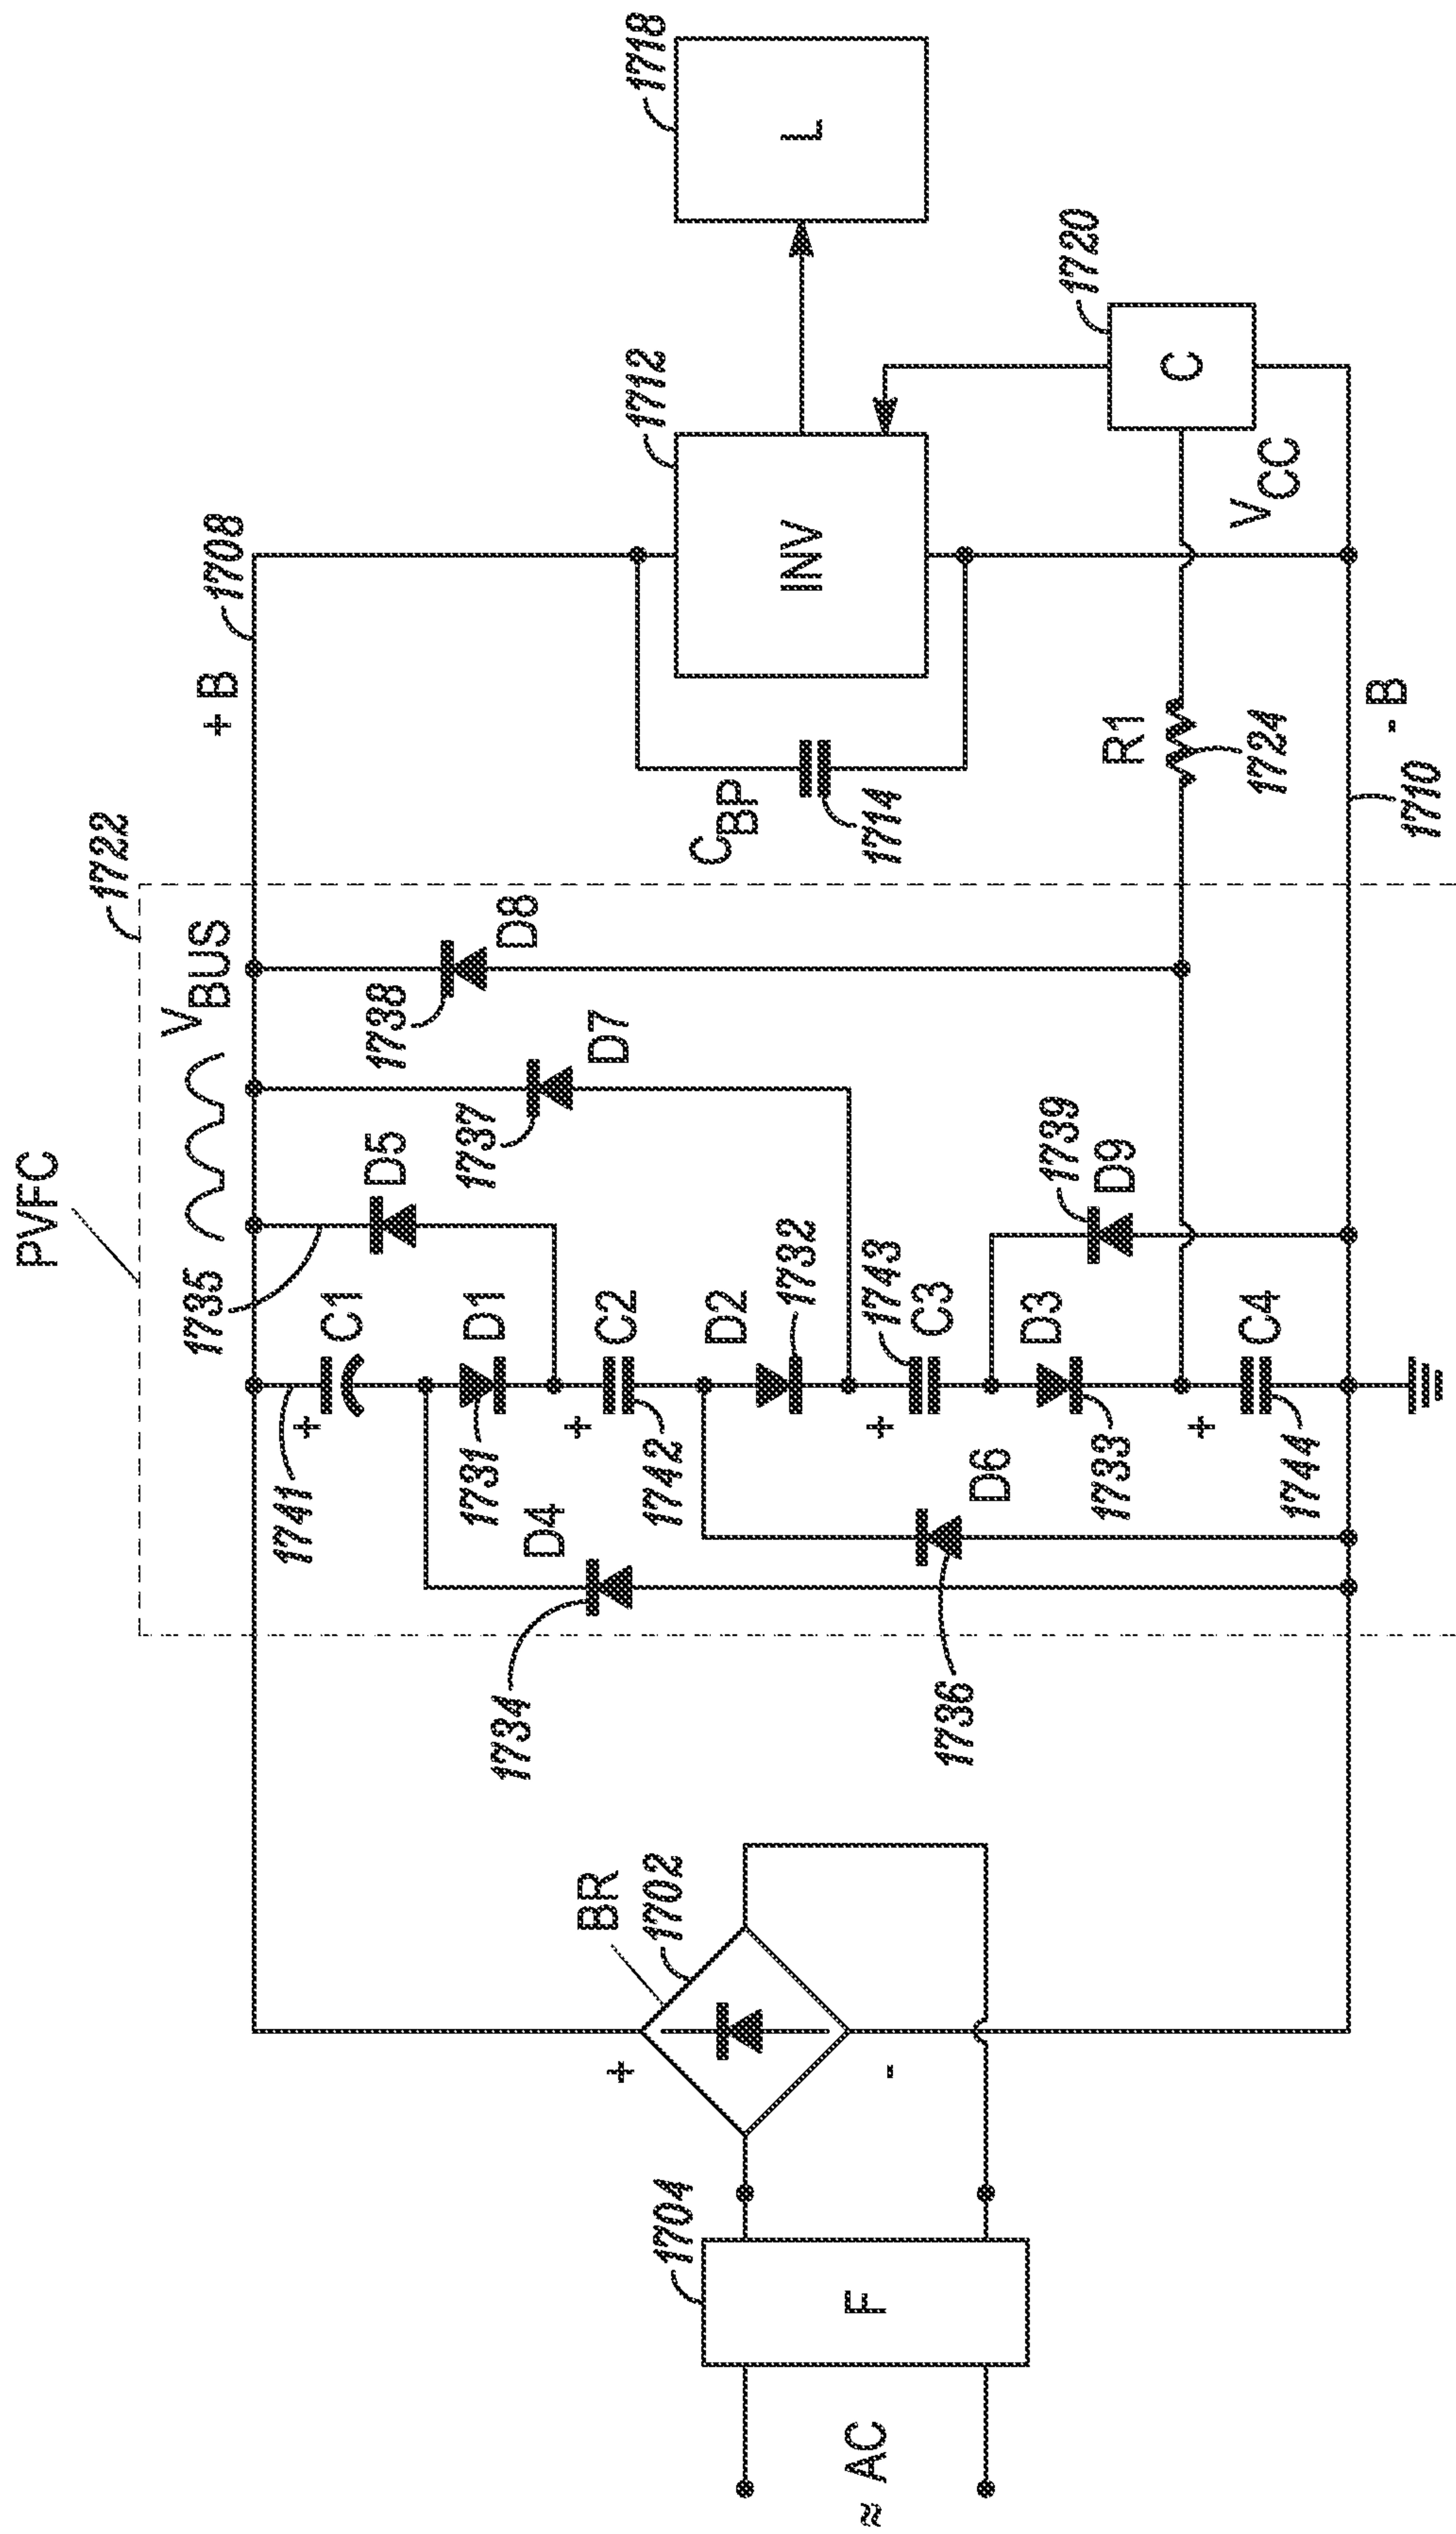 ≈ AC
F
1704
BR
1702
+
-
PVFC
1722
1741
+
C1
1731
D1
1734
D4
1735
D5
+
C2
1742
D2
1732
1736
D6
1737
D7
+
C3
1743
D3
1733
1738
D8
1739
D9
+
C4
1744
VBUS
+ B
1708
CBP
1714
INV
1712
L
1718
R1
1724
C
1720
VCC
- B
1710